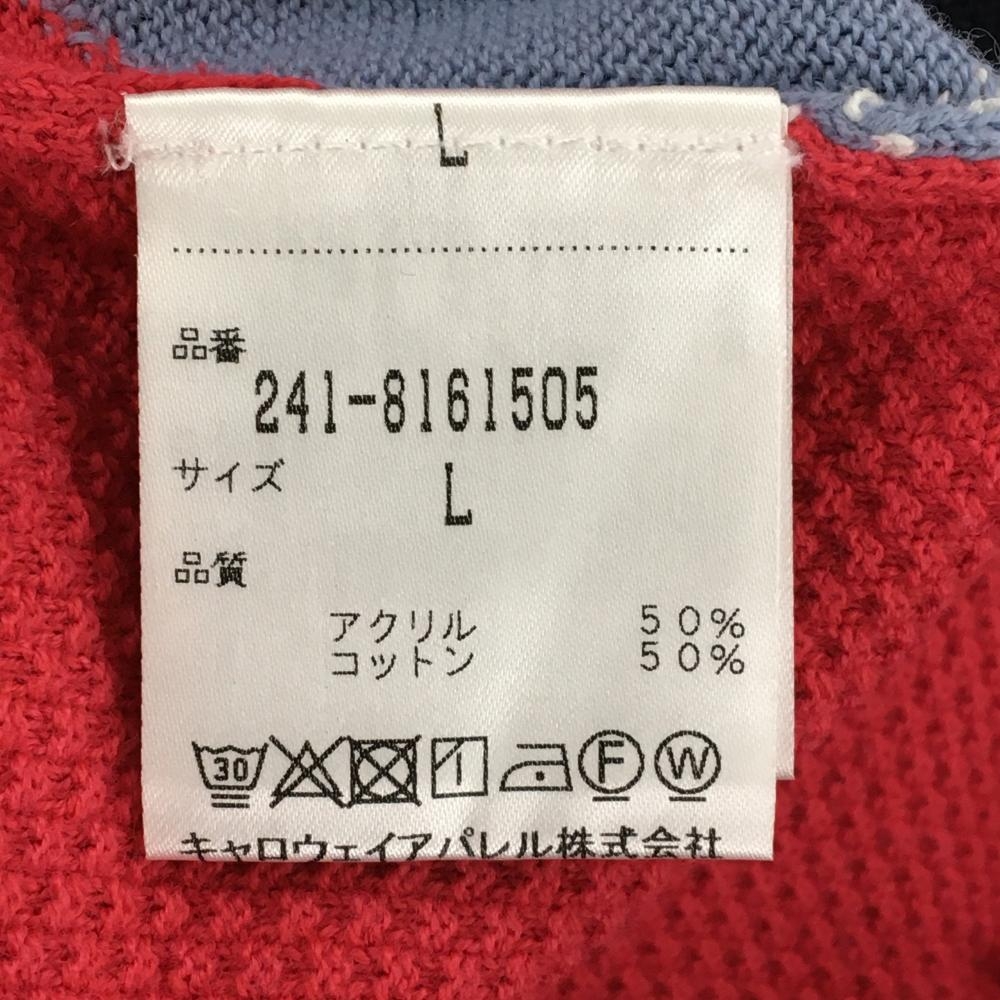 L
品番
241-8161505
サイズ L
品質
アクリル 50%
コットン 50%
30 F W
キャロウェイアパレル株式会社